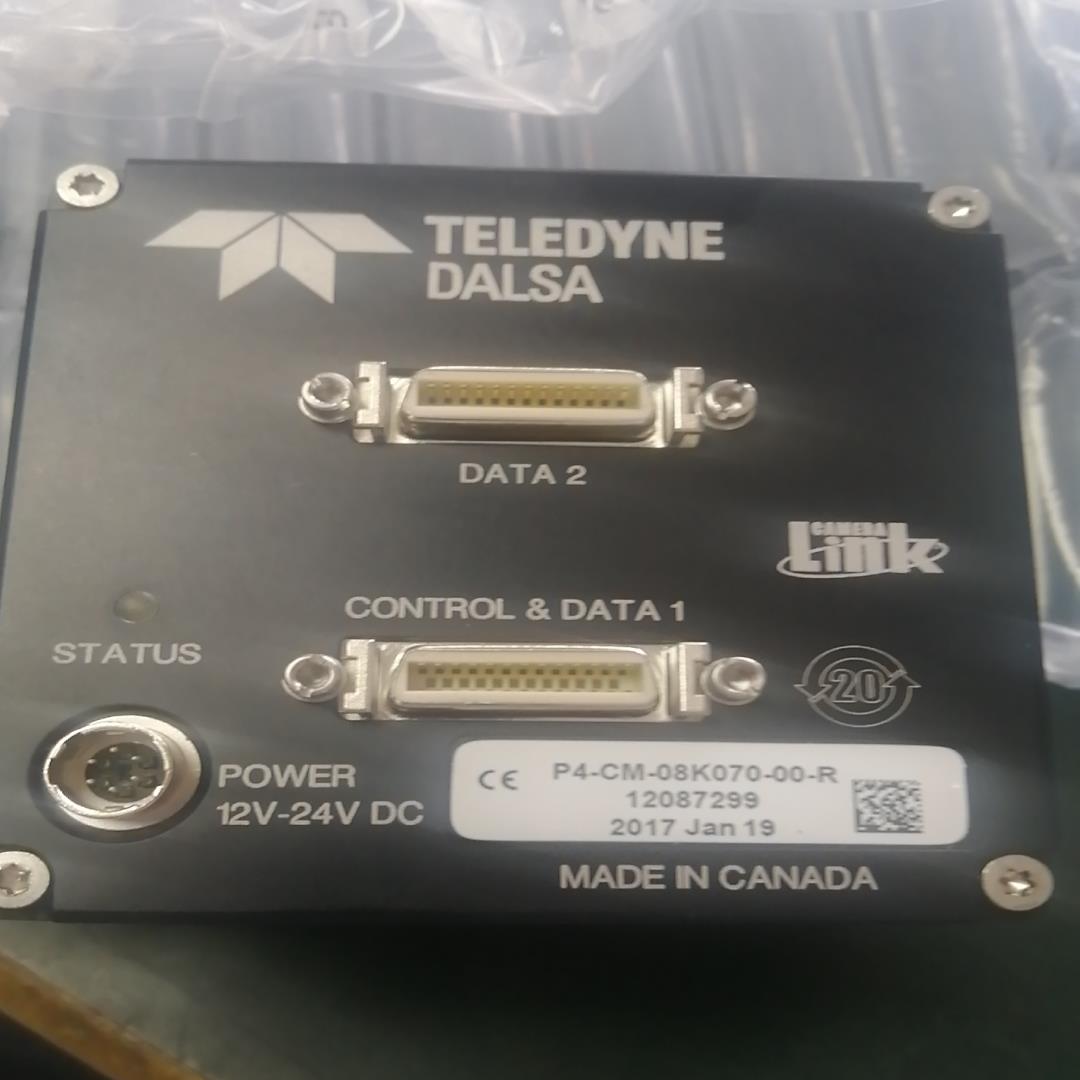 TELEDYNE
DALSA
DATA 2
CAMERA
Link
CONTROL & DATA 1
STATUS
20
POWER
12V-24V DC
CE P4-CM-08K070-00-R
12087299
2017 Jan 19
MADE IN CANADA